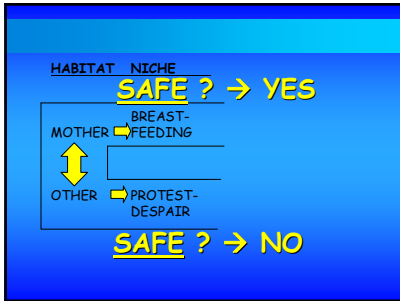 HABITAT NICHE
SAFE ? → YES
BREAST-
MOTHER FEEDING
OTHER PROTEST-
DESPAIR
SAFE ? → NO